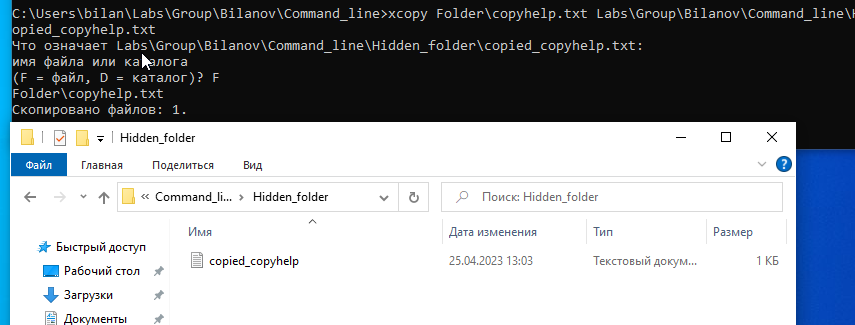 C:\Users\bilan\Labs\Group\Bilanov\Command_line>xcopy Folder\copyhelp.txt Labs\Group\Bilanov\Command_line\
opied_copyhelp.txt
Что означает Labs\Group\Bilanov\Command_line\Hidden_folder\copied_copyhelp.txt:
имя файла или каталога
(F = файл, D = каталог)? F
Folder\copyhelp.txt
Скопировано файлов: 1.
Hidden_folder
Файл Главная Поделиться Вид
« Command_li... > Hidden_folder Поиск: Hidden_folder
Имя Дата изменения Тип Размер
Быстрый доступ
copied_copyhelp 25.04.2023 13:03 Текстовый докум... 1 КБ
Рабочий стол
Загрузки
Документы